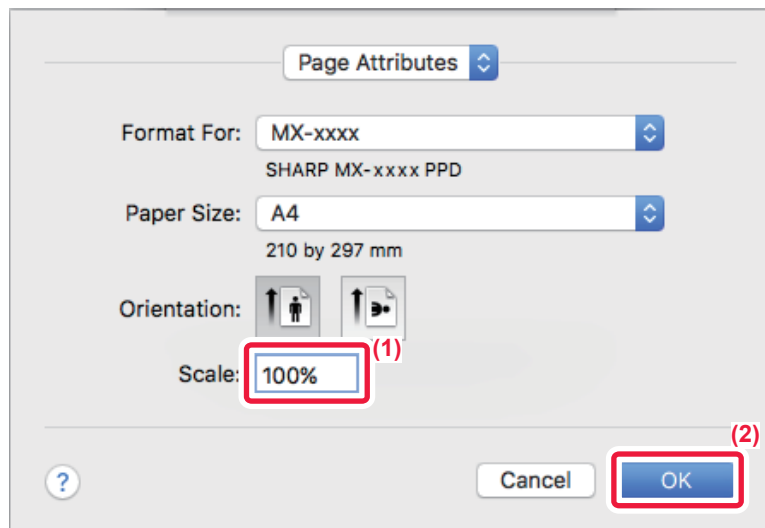 Page Attributes
Format For: MX-xxxx
SHARP MX-xxxx PPD
Paper Size: A4
210 by 297 mm
Orientation:
(1)
Scale: 100%
(2)
? Cancel OK